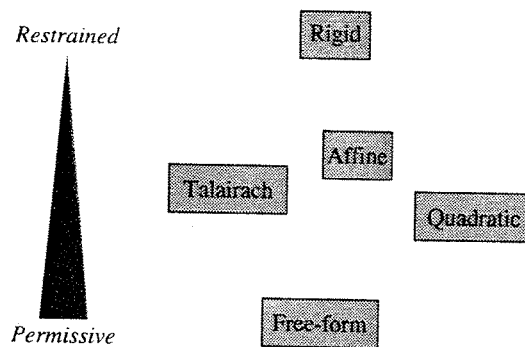 Restrained
Rigid
Affine
Talairach
Quadratic
Free-form
Permissive